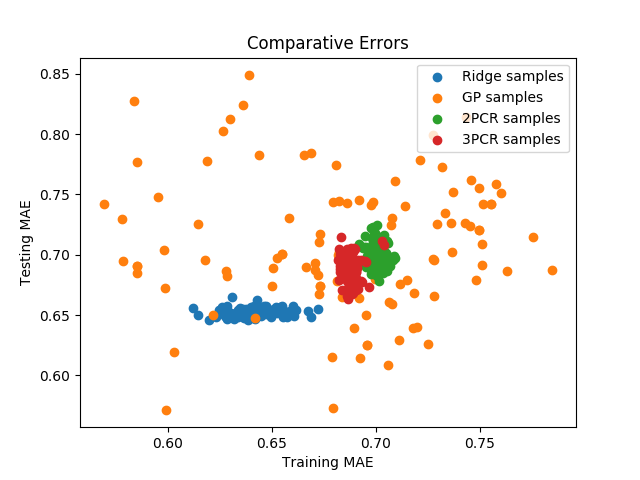 Comparative Errors
Ridge samples
GP samples
2PCR samples
3PCR samples
0.85
0.80
0.75
0.70
0.65
0.60
Testing MAE
0.60 0.65 0.70 0.75
Training MAE